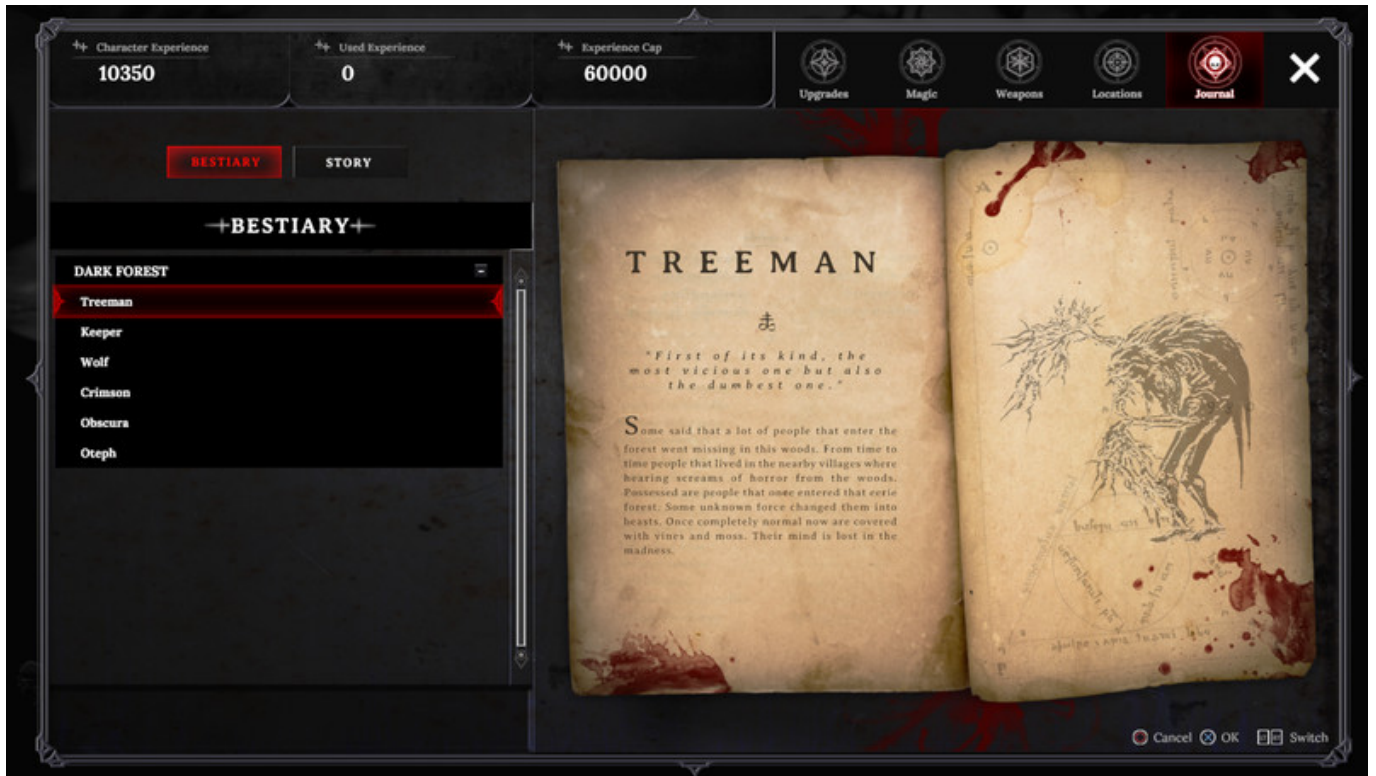 Character Experience
10350
Used Experience
0
Experience Cap
60000
Upgrades
Magic
Weapons
Locations
Journal
BESTIARY
STORY
BESTIARY
DARK FOREST
Treeman
Keeper
Wolf
Crimson
Obscura
Oteph
TREEMAN
"First of its kind, the
most vicious one but also
the dumbest one."
Some said that a lot of people that enter the
forest went missing in this woods. From time to
time people that lived in the nearby villages where
hearing screams of horror from the woods.
Possessed are people that once entered that eerie
forest. Some unknown force changed them into
beasts. Once completely normal now are covered
with vines and moss. Their mind is lost in the
madness.
Cancel
OK
Switch